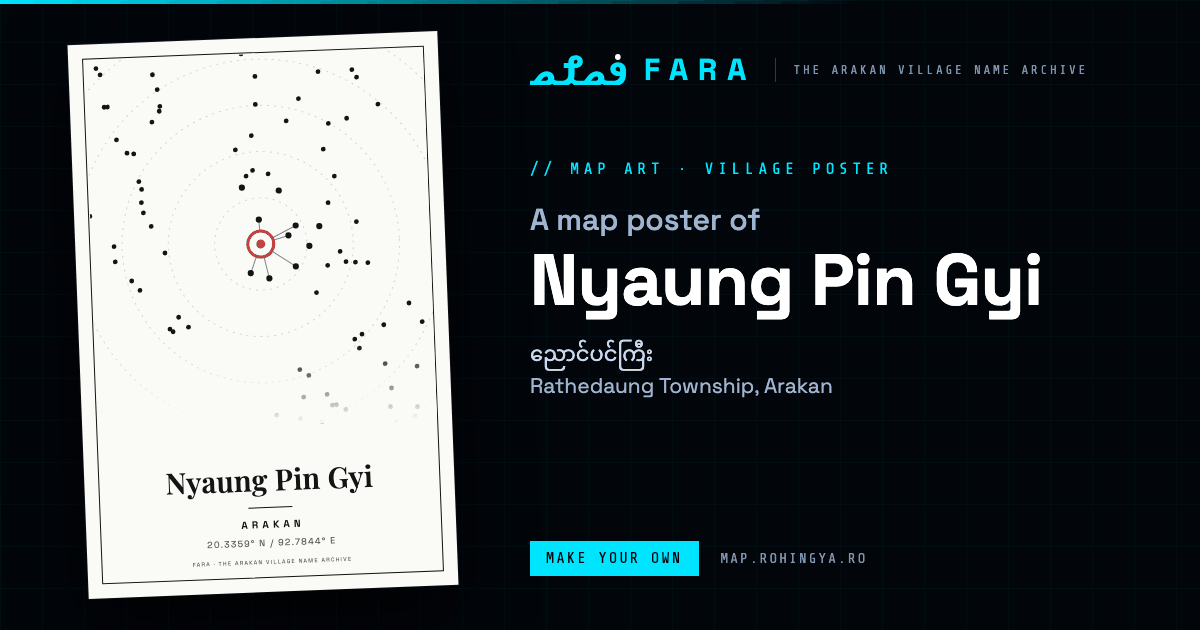 FARA
THE ARAKAN VILLAGE NAME ARCHIVE
// MAP ART · VILLAGE POSTER
A map poster of
Nyaung Pin Gyi
ညောင်ပင်ကြီး
Rathedaung Township, Arakan
MAKE YOUR OWN
MAP.ROHINGYA.RO
Nyaung Pin Gyi
ARAKAN
20.3359° N / 92.7844° E
FARA · THE ARAKAN VILLAGE NAME ARCHIVE